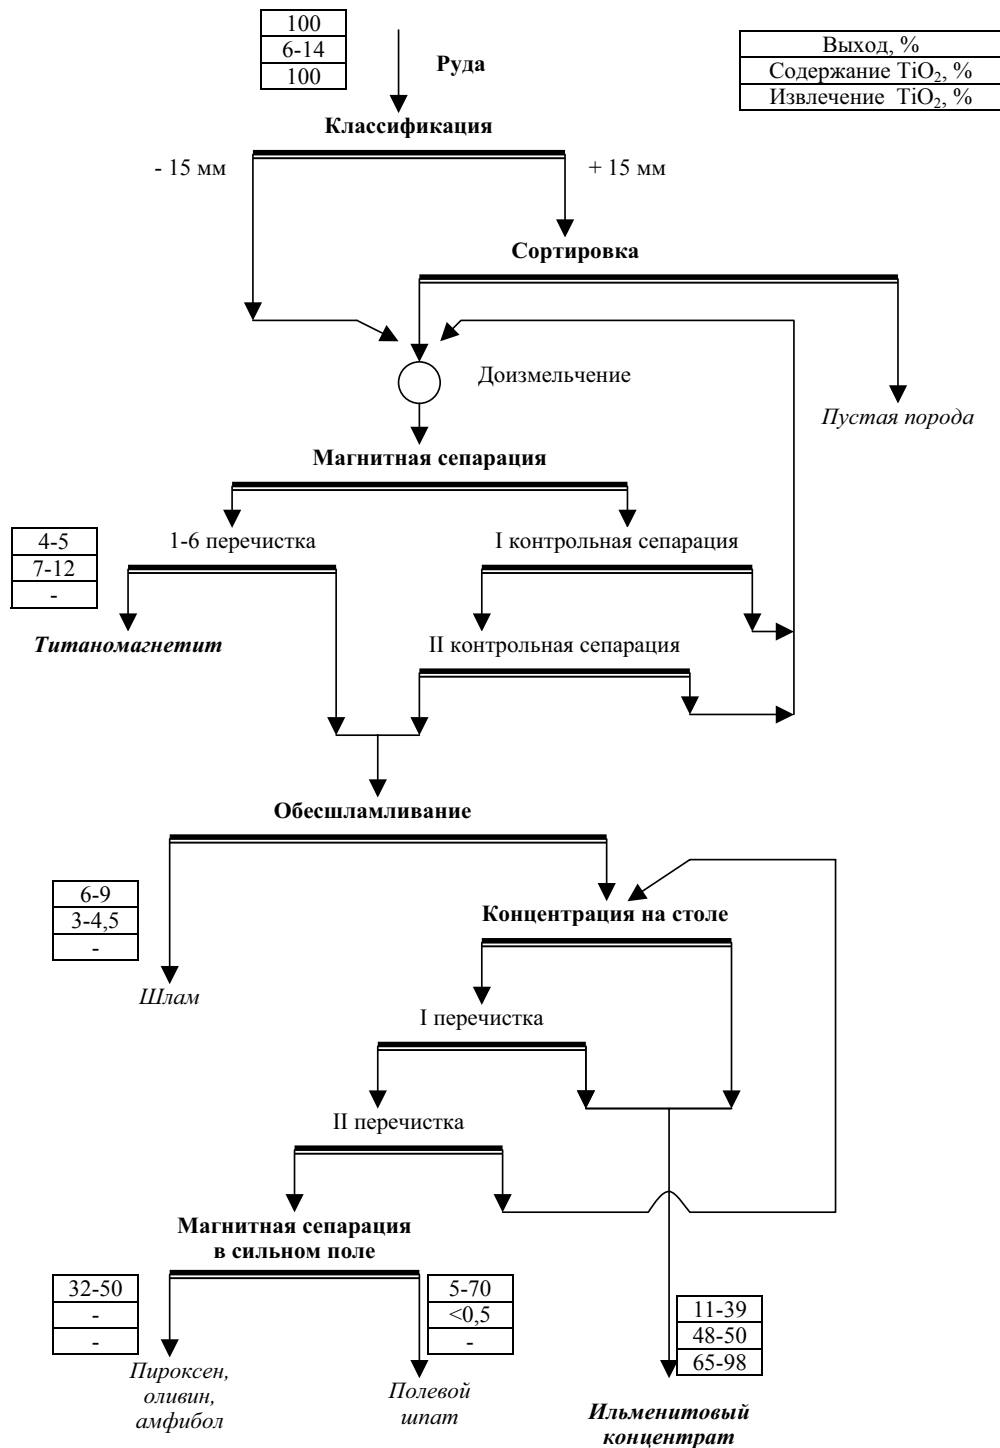 100
6-14
100
Руда
Выход, %
Содержание TiO₂, %
Извлечение TiO₂, %
Классификация
- 15 мм
+ 15 мм
Сортировка
Доизмельчение
Пустая порода
Магнитная сепарация
4-5
7-12
-
1-6 перечистка
I контрольная сепарация
Титаномагнетит
II контрольная сепарация
Обесшламливание
6-9
3-4,5
-
Концентрация на столе
Шлам
I перечистка
II перечистка
Магнитная сепарация
в сильном поле
32-50
-
-
5-70
<0,5
-
11-39
48-50
65-98
Пироксен,
оливин,
амфибол
Полевой
шпат
Ильменитовый
концентрат